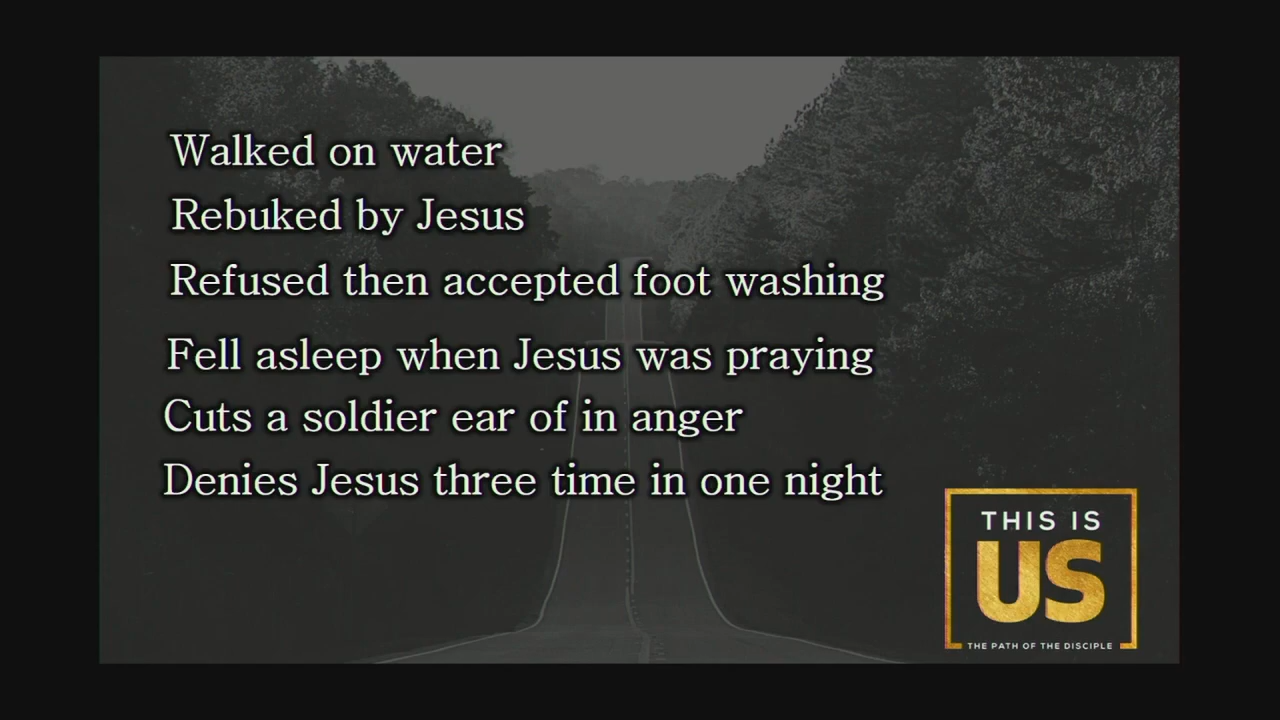 Walked on water
Rebuked by Jesus
Refused then accepted foot washing
Fell asleep when Jesus was praying
Cuts a soldier ear of in anger
Denies Jesus three time in one night
THIS IS
US
THE PATH OF THE DISCIPLE